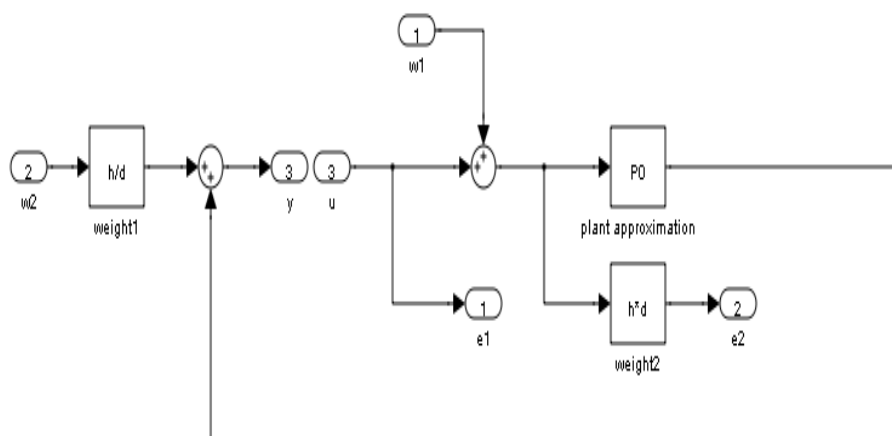 1
w1
2
w2
h/d
weight1
+
+
3
y
3
u
+
+
P0
plant approximation
1
e1
h*d
weight2
2
e2